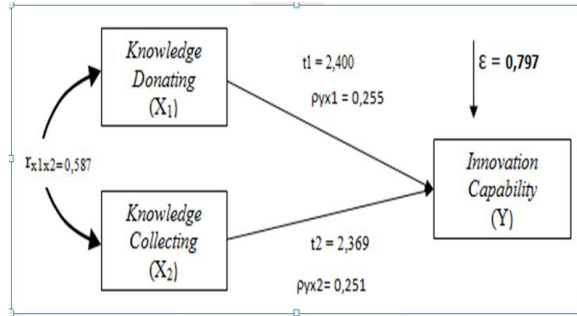 Knowledge
Donating
(X₁)
t1 = 2,400
ρyx1 = 0,255
ε = 0,797
rx1x2=0,587
Innovation
Capability
(Y)
Knowledge
Collecting
(X₂)
t2 = 2,369
ρyx2= 0,251